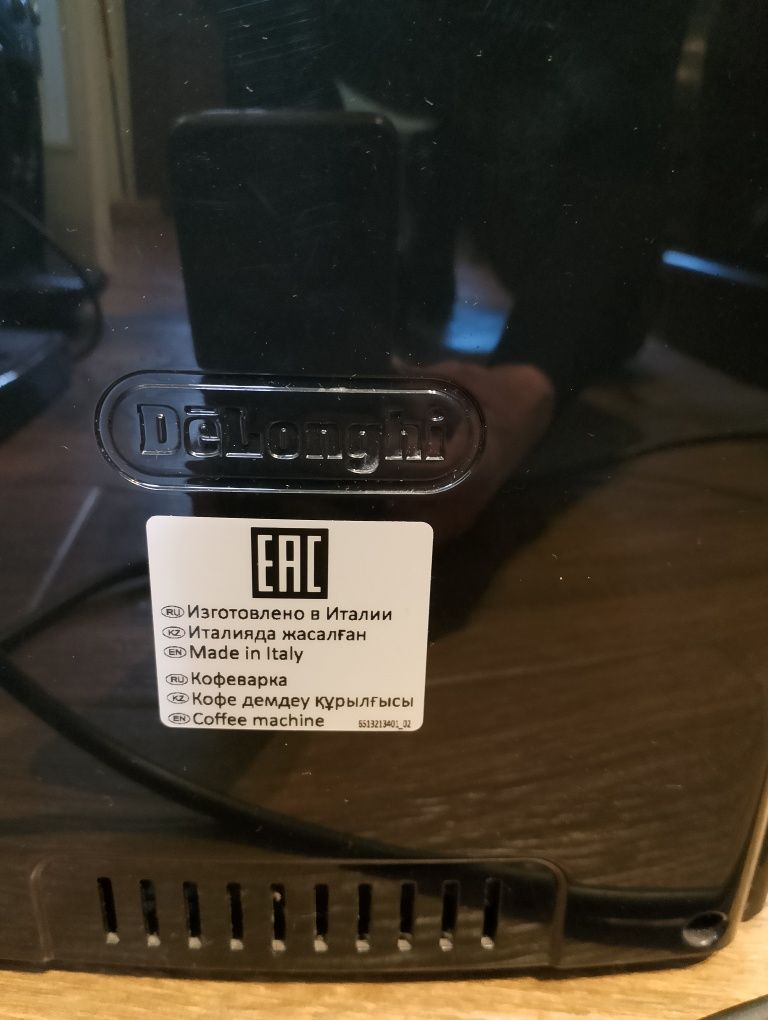 DeLonghi
EAC
RU Изготовлено в Италии
KZ Италияда жасалған
EN Made in Italy
RU Кофеварка
KZ Кофе демдеу құрылғысы
EN Coffee machine 5513213401_02